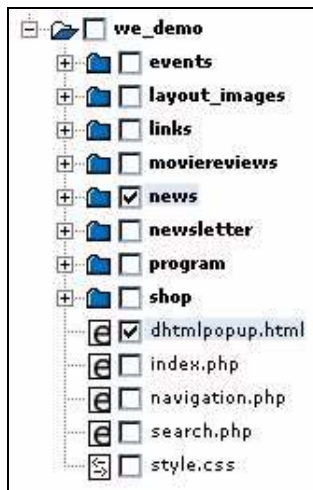 we_demo
events
layout_images
links
moviereviews
news
newsletter
program
shop
dhtmlpopup.html
index.php
navigation.php
search.php
style.css